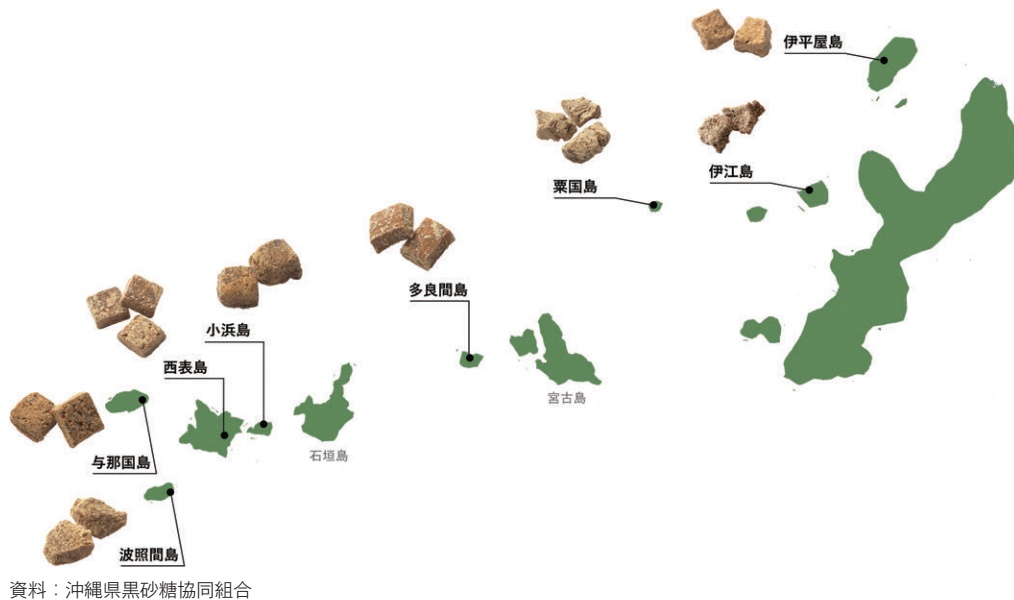 伊平屋島
伊江島
粟国島
多良間島
小浜島
西表島
宮古島
石垣島
与那国島
波照間島
資料：沖縄県黒砂糖協同組合